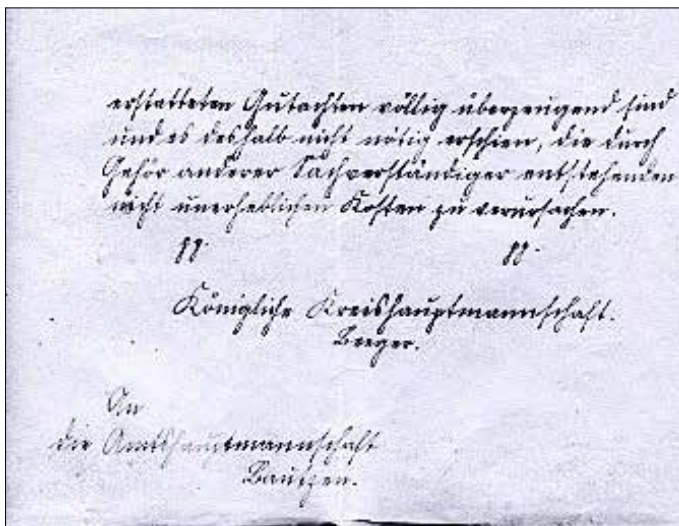 erstatteten Gutachten völlig überzeugend sind
und es deshalb nicht nötig erschien, die durch
Gehör anderer Sachverständiger entstehenden
nicht unerheblichen Kosten zu verursachen.
Königliche Kreishauptmannschaft.
An
die Amtshauptmannschaft
Bautzen.